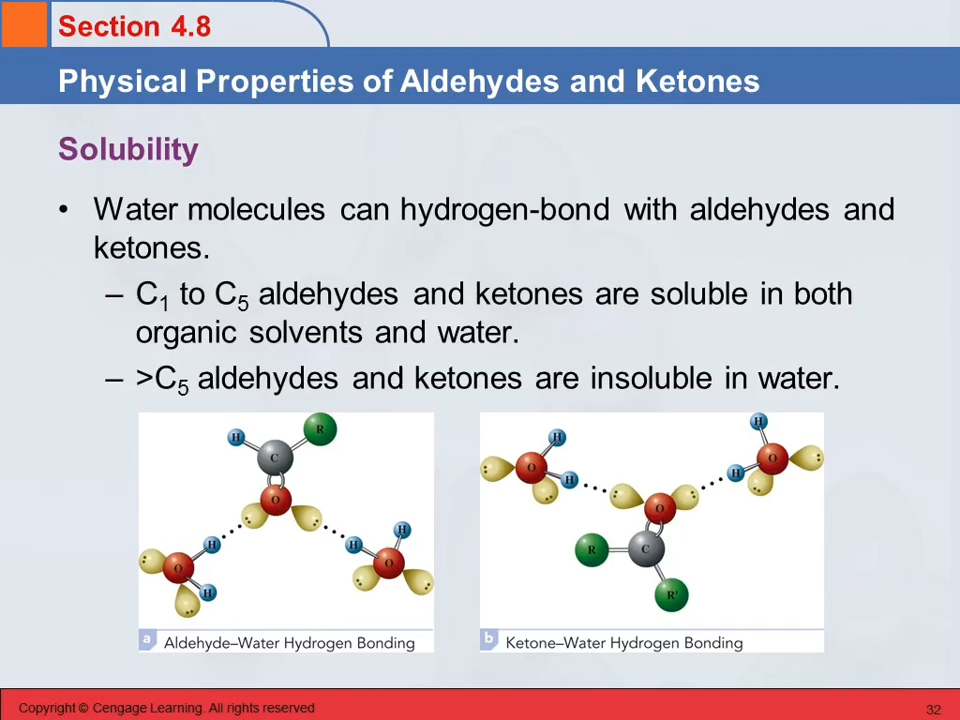 Section 4.8
Physical Properties of Aldehydes and Ketones
Solubility
• Water molecules can hydrogen-bond with aldehydes and
ketones.
– C₁ to C₅ aldehydes and ketones are soluble in both
organic solvents and water.
– >C₅ aldehydes and ketones are insoluble in water.
H
R
C
O
H
H
O
H
H
O
a Aldehyde–Water Hydrogen Bonding
H
O
H
H
O
H
O
R
C
R'
b Ketone–Water Hydrogen Bonding
Copyright © Cengage Learning. All rights reserved
32